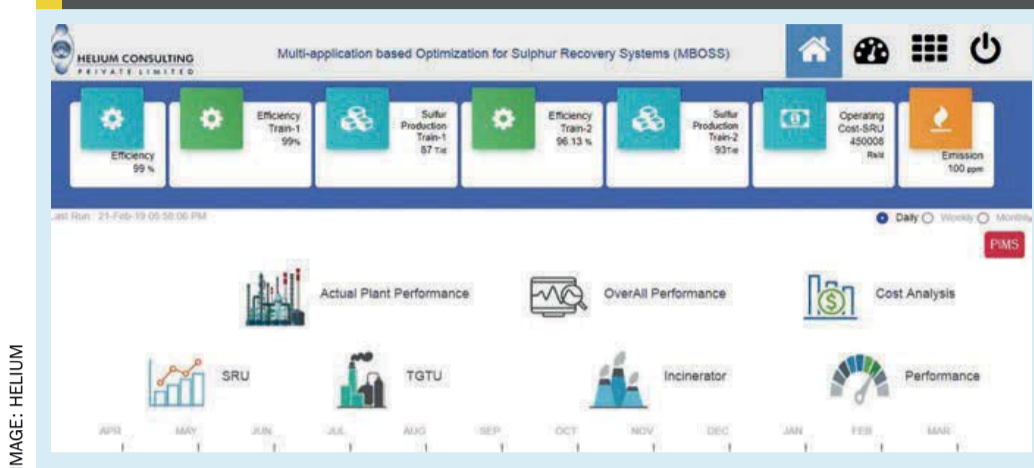 HELIUM CONSULTING
PRIVATE LIMITED
Multi-application based Optimization for Sulphur Recovery Systems (MBOSS)
Efficiency
99 %
Efficiency
Train-1
99%
Sulfur
Production
Train-1
87 T/d
Efficiency
Train-2
96.13 %
Sulfur
Production
Train-2
93T/d
Operating
Cost-SRU
450008
Rs/d
Emission
100 ppm
Last Run : 21-Feb-19 05:58:06 PM
Daily Weekly Monthly
PIMS
Actual Plant Performance
OverAll Performance
Cost Analysis
SRU
TGTU
Incinerator
Performance
APR MAY JUN JUL AUG SEP OCT NOV DEC JAN FEB MAR
IMAGE: HELIUM